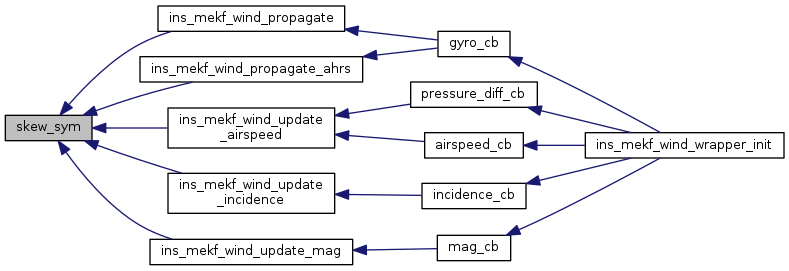 ins_mekf_wind_propagate
gyro_cb
ins_mekf_wind_propagate_ahrs
pressure_diff_cb
ins_mekf_wind_update
_airspeed
skew_sym
airspeed_cb
ins_mekf_wind_wrapper_init
ins_mekf_wind_update
_incidence
incidence_cb
ins_mekf_wind_update_mag
mag_cb